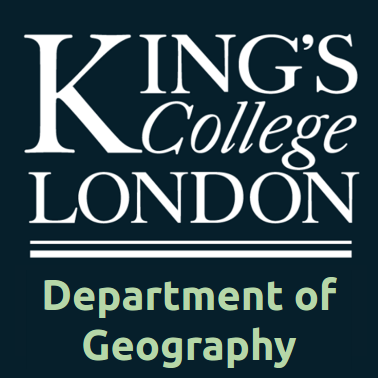 KING'S
College
LONDON
Department of
Geography